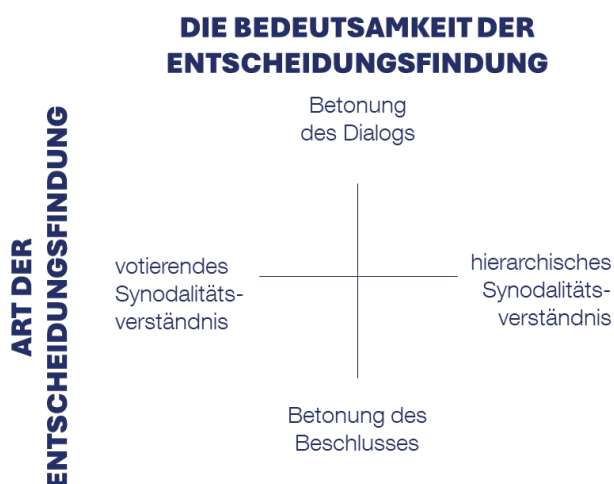 DIE BEDEUTSAMKEIT DER
ENTSCHEIDUNGSFINDUNG
ART DER
ENTSCHEIDUNGSFINDUNG
Betonung
des Dialogs
votierendes
Synodalitäts-
verständnis
hierarchisches
Synodalitäts-
verständnis
Betonung des
Beschlusses